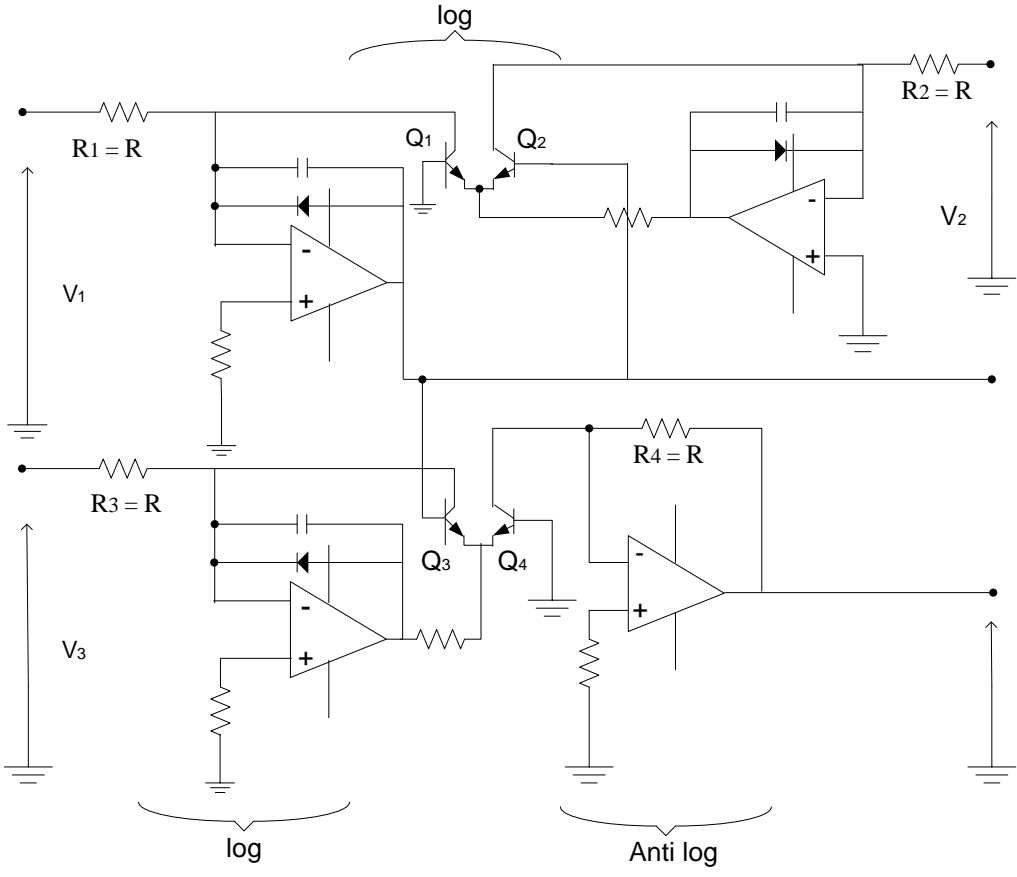 log
R2 = R
R1 = R
Q1
Q2
-
+
V2
-
+
V1
R4 = R
R3 = R
Q3
Q4
-
+
-
+
V3
log
Anti log